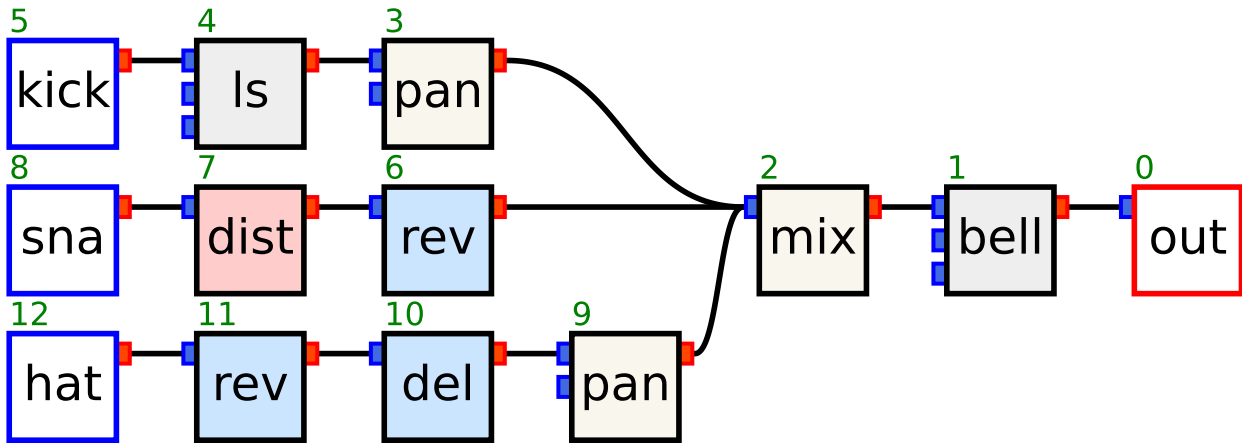 5 4 3
kick ls pan
8 7 6 2 1 0
sna dist rev mix bell out
12 11 10 9
hat rev del pan